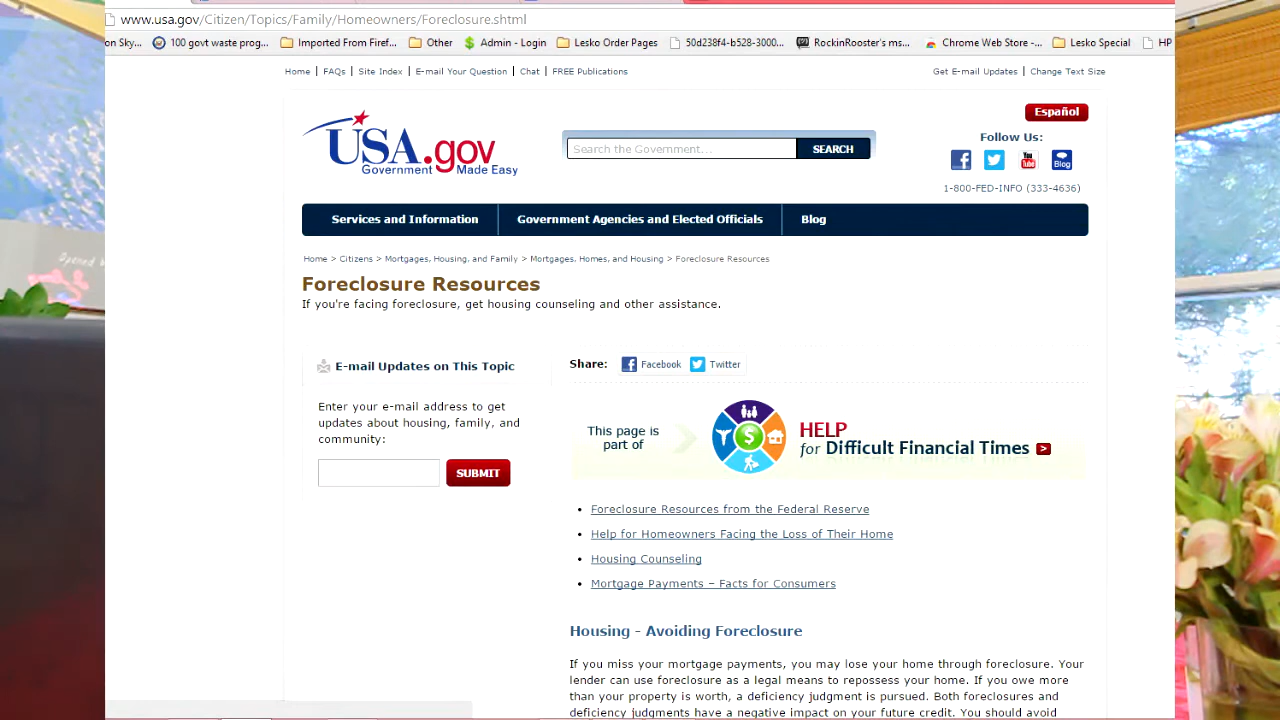 www.usa.gov/Citizen/Topics/Family/Homeowners/Foreclosure.shtml
on Sky... 100 govt waste prog... Imported From Firef... Other Admin - Login Lesko Order Pages 50d238f4-b528-3000... RockinRooster's ms... Chrome Web Store -... Lesko Special HP
Home | FAQs | Site Index | E-mail Your Question | Chat | FREE Publications
Get E-mail Updates | Change Text Size
Español
USA.gov
Government Made Easy
Search the Government...
SEARCH
Follow Us:
You Tube
Blog
1-800-FED-INFO (333-4636)
Services and Information
Government Agencies and Elected Officials
Blog
Home > Citizens > Mortgages, Housing, and Family > Mortgages, Homes, and Housing > Foreclosure Resources
Foreclosure Resources
If you're facing foreclosure, get housing counseling and other assistance.
E-mail Updates on This Topic
Enter your e-mail address to get
updates about housing, family, and
community:
SUBMIT
Share: Facebook Twitter
This page is
part of
$
HELP
for Difficult Financial Times >
• Foreclosure Resources from the Federal Reserve
• Help for Homeowners Facing the Loss of Their Home
• Housing Counseling
• Mortgage Payments – Facts for Consumers
Housing - Avoiding Foreclosure
If you miss your mortgage payments, you may lose your home through foreclosure. Your
lender can use foreclosure as a legal means to repossess your home. If you owe more
than your property is worth, a deficiency judgment is pursued. Both foreclosures and
deficiency judgments have a negative impact on your future credit. You should avoid
Opened